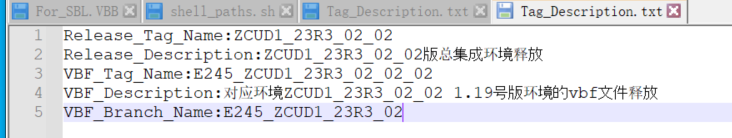 For_SBL.VBB shell_paths.sh Tag_Description.txt Tag_Description.txt
1 Release_Tag_Name:ZCUD1_23R3_02_02
2 Release_Description:ZCUD1_23R3_02_02版总集成环境释放
3 VBF_Tag_Name:E245_ZCUD1_23R3_02_02_02
4 VBF_Description:对应环境ZCUD1_23R3_02_02 1.19号版环境的vbf文件释放
5 VBF_Branch_Name:E245_ZCUD1_23R3_02